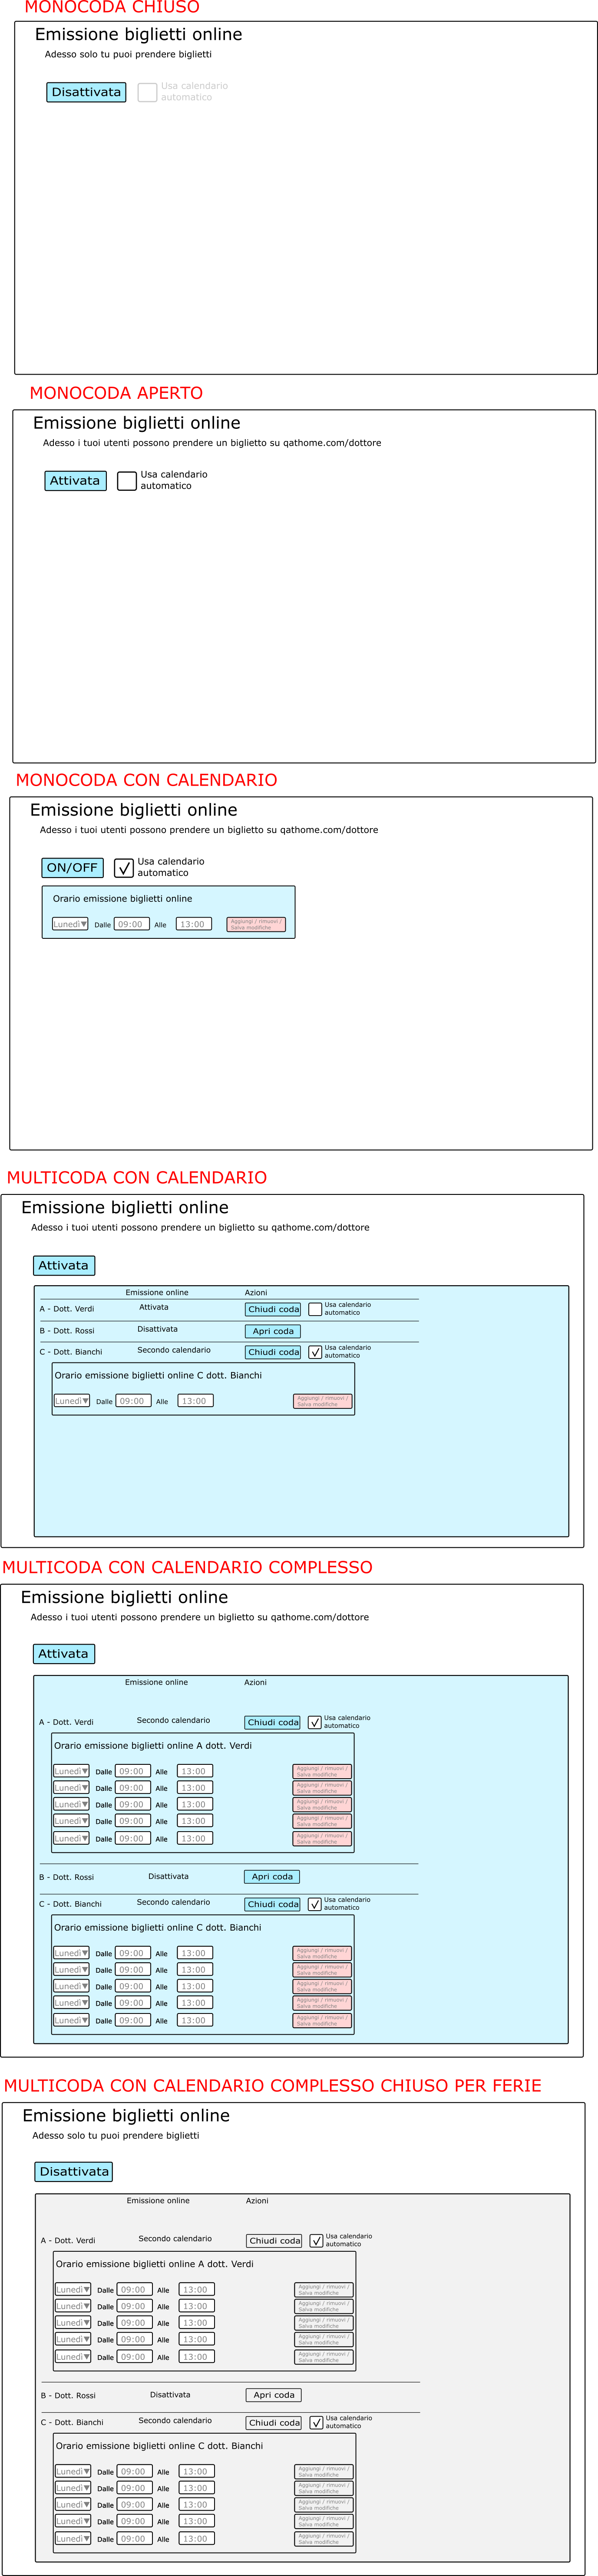 MONOCODA CHIUSO
Emissione biglietti online
Adesso solo tu puoi prendere biglietti
Disattivata
Usa calendario
automatico
MONOCODA APERTO
Emissione biglietti online
Adesso i tuoi utenti possono prendere un biglietto su qathome.com/dottore
Attivata
Usa calendario
automatico
MONOCODA CON CALENDARIO
Emissione biglietti online
Adesso i tuoi utenti possono prendere un biglietto su qathome.com/dottore
ON/OFF
Usa calendario
automatico
Orario emissione biglietti online
Lunedì Dalle 09:00 Alle 13:00 Aggiungi / rimuovi /
Salva modifiche
MULTICODA CON CALENDARIO
Emissione biglietti online
Adesso i tuoi utenti possono prendere un biglietto su qathome.com/dottore
Attivata
Emissione online Azioni
A - Dott. Verdi Attivata Chiudi coda Usa calendario
automatico
B - Dott. Rossi Disattivata Apri coda
C - Dott. Bianchi Secondo calendario Chiudi coda Usa calendario
automatico
Orario emissione biglietti online C dott. Bianchi
Lunedì Dalle 09:00 Alle 13:00 Aggiungi / rimuovi /
Salva modifiche
MULTICODA CON CALENDARIO COMPLESSO
Emissione biglietti online
Adesso i tuoi utenti possono prendere un biglietto su qathome.com/dottore
Attivata
Emissione online Azioni
A - Dott. Verdi Secondo calendario Chiudi coda Usa calendario
automatico
Orario emissione biglietti online A dott. Verdi
Lunedì Dalle 09:00 Alle 13:00 Aggiungi / rimuovi /
Salva modifiche
Lunedì Dalle 09:00 Alle 13:00 Aggiungi / rimuovi /
Salva modifiche
Lunedì Dalle 09:00 Alle 13:00 Aggiungi / rimuovi /
Salva modifiche
Lunedì Dalle 09:00 Alle 13:00 Aggiungi / rimuovi /
Salva modifiche
Lunedì Dalle 09:00 Alle 13:00 Aggiungi / rimuovi /
Salva modifiche
B - Dott. Rossi Disattivata Apri coda
C - Dott. Bianchi Secondo calendario Chiudi coda Usa calendario
automatico
Orario emissione biglietti online C dott. Bianchi
Lunedì Dalle 09:00 Alle 13:00 Aggiungi / rimuovi /
Salva modifiche
Lunedì Dalle 09:00 Alle 13:00 Aggiungi / rimuovi /
Salva modifiche
Lunedì Dalle 09:00 Alle 13:00 Aggiungi / rimuovi /
Salva modifiche
Lunedì Dalle 09:00 Alle 13:00 Aggiungi / rimuovi /
Salva modifiche
Lunedì Dalle 09:00 Alle 13:00 Aggiungi / rimuovi /
Salva modifiche
MULTICODA CON CALENDARIO COMPLESSO CHIUSO PER FERIE
Emissione biglietti online
Adesso solo tu puoi prendere biglietti
Disattivata
Emissione online Azioni
A - Dott. Verdi Secondo calendario Chiudi coda Usa calendario
automatico
Orario emissione biglietti online A dott. Verdi
Lunedì Dalle 09:00 Alle 13:00 Aggiungi / rimuovi /
Salva modifiche
Lunedì Dalle 09:00 Alle 13:00 Aggiungi / rimuovi /
Salva modifiche
Lunedì Dalle 09:00 Alle 13:00 Aggiungi / rimuovi /
Salva modifiche
Lunedì Dalle 09:00 Alle 13:00 Aggiungi / rimuovi /
Salva modifiche
Lunedì Dalle 09:00 Alle 13:00 Aggiungi / rimuovi /
Salva modifiche
B - Dott. Rossi Disattivata Apri coda
C - Dott. Bianchi Secondo calendario Chiudi coda Usa calendario
automatico
Orario emissione biglietti online C dott. Bianchi
Lunedì Dalle 09:00 Alle 13:00 Aggiungi / rimuovi /
Salva modifiche
Lunedì Dalle 09:00 Alle 13:00 Aggiungi / rimuovi /
Salva modifiche
Lunedì Dalle 09:00 Alle 13:00 Aggiungi / rimuovi /
Salva modifiche
Lunedì Dalle 09:00 Alle 13:00 Aggiungi / rimuovi /
Salva modifiche
Lunedì Dalle 09:00 Alle 13:00 Aggiungi / rimuovi /
Salva modifiche